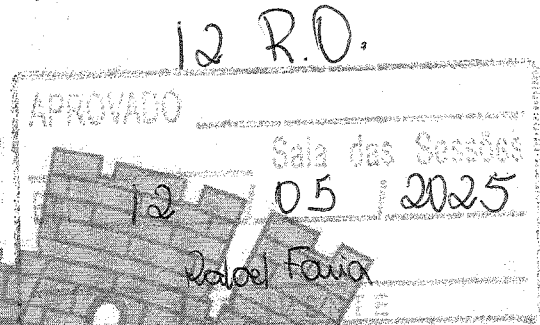 12 R.O.
APROVADO
Sala das Sessões
12 / 05 / 2025
Rafael Faria